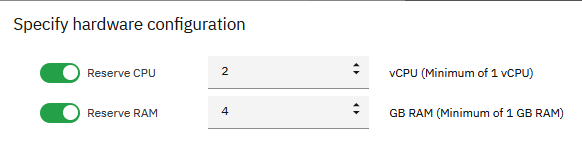 Specify hardware configuration
Reserve CPU 2 vCPU (Minimum of 1 vCPU)
Reserve RAM 4 GB RAM (Minimum of 1 GB RAM)